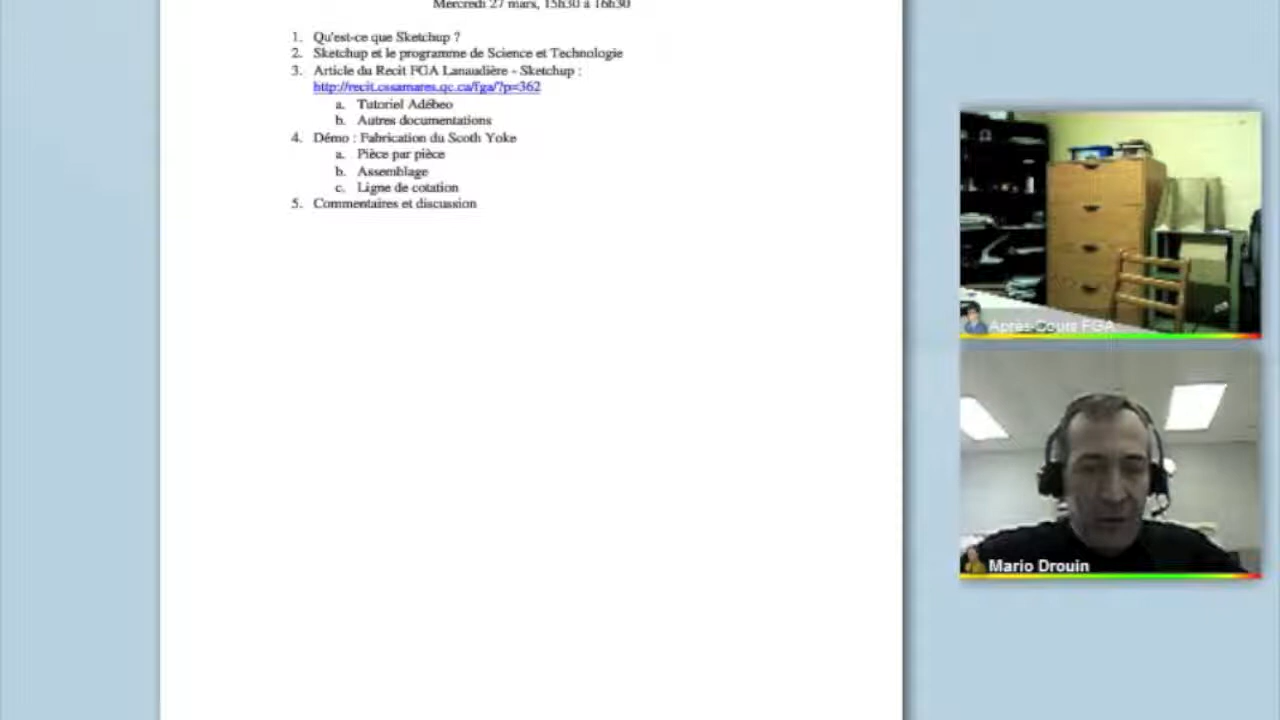 Mercredi 27 mars, 15h30 à 16h30
1. Qu'est-ce que Sketchup ?
2. Sketchup et le programme de Science et Technologie
3. Article du Recit FGA Lanaudière - Sketchup :
http://recit.cssamares.qc.ca/fga/?p=362
a. Tutoriel Adébeo
b. Autres documentations
4. Démo : Fabrication du Scoth Yoke
a. Pièce par pièce
b. Assemblage
c. Ligne de cotation
5. Commentaires et discussion
Après-Cours FGA
Mario Drouin